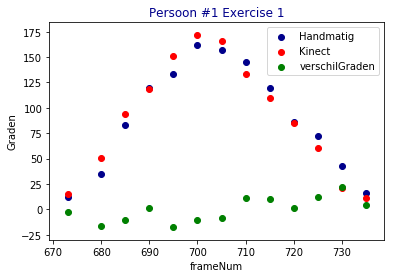 Persoon #1 Exercise 1
Handmatig
Kinect
verschilGraden
Graden
175
150
125
100
75
50
25
0
−25
670 680 690 700 710 720 730
frameNum